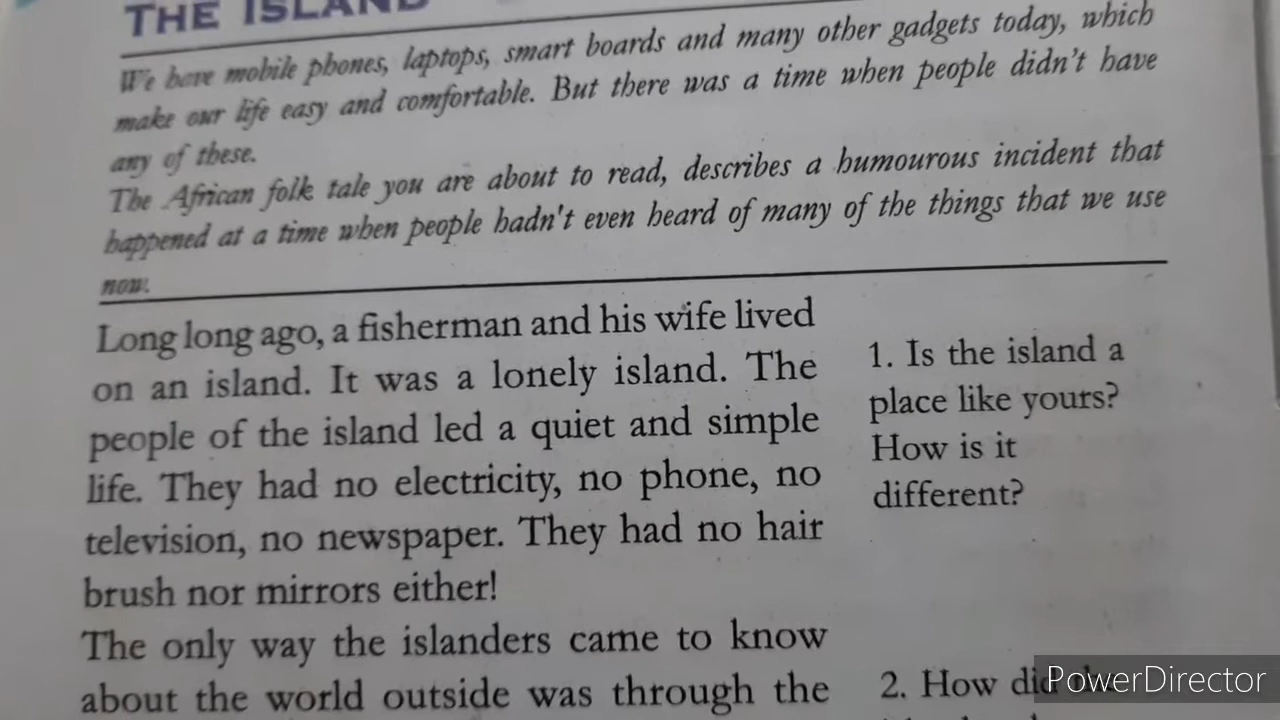 THE ISLAND
We have mobile phones, laptops, smart boards and many other gadgets today, which
make our life easy and comfortable. But there was a time when people didn't have
any of these.
The African folk tale you are about to read, describes a humourous incident that
happened at a time when people hadn't even heard of many of the things that we use
now.
Long long ago, a fisherman and his wife lived
on an island. It was a lonely island. The
people of the island led a quiet and simple
life. They had no electricity, no phone, no
television, no newspaper. They had no hair
brush nor mirrors either!
The only way the islanders came to know
about the world outside was through the
1. Is the island a
place like yours?
How is it
different?
2. How did the
PowerDirector